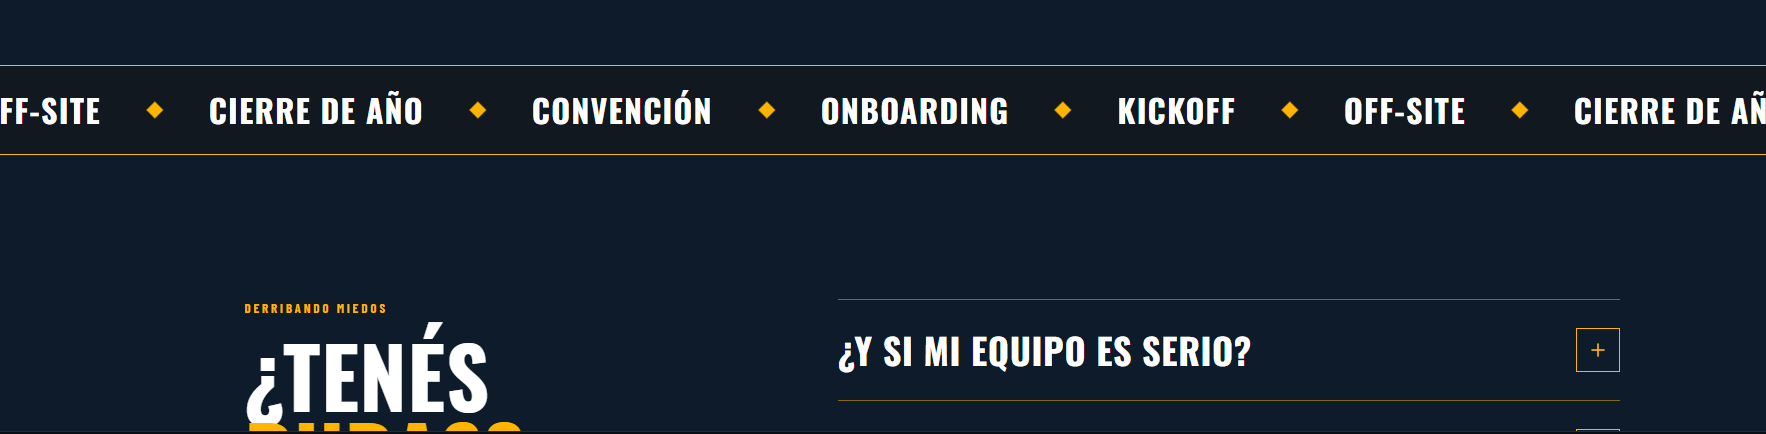 FF-SITE ◆ CIERRE DE AÑO ◆ CONVENCIÓN ◆ ONBOARDING ◆ KICKOFF ◆ OFF-SITE ◆ CIERRE DE AÑ
DERRIBANDO MIEDOS
¿TENÉS
¿Y SI MI EQUIPO ES SERIO? +